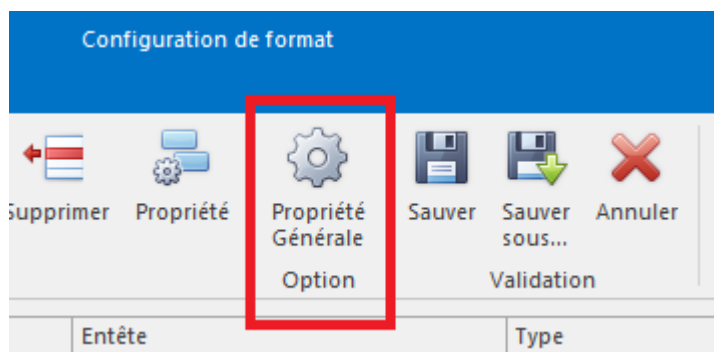 Configuration de format
Supprimer Propriété Propriété Générale Sauver Sauver sous... Annuler
Option Validation
Entête Type